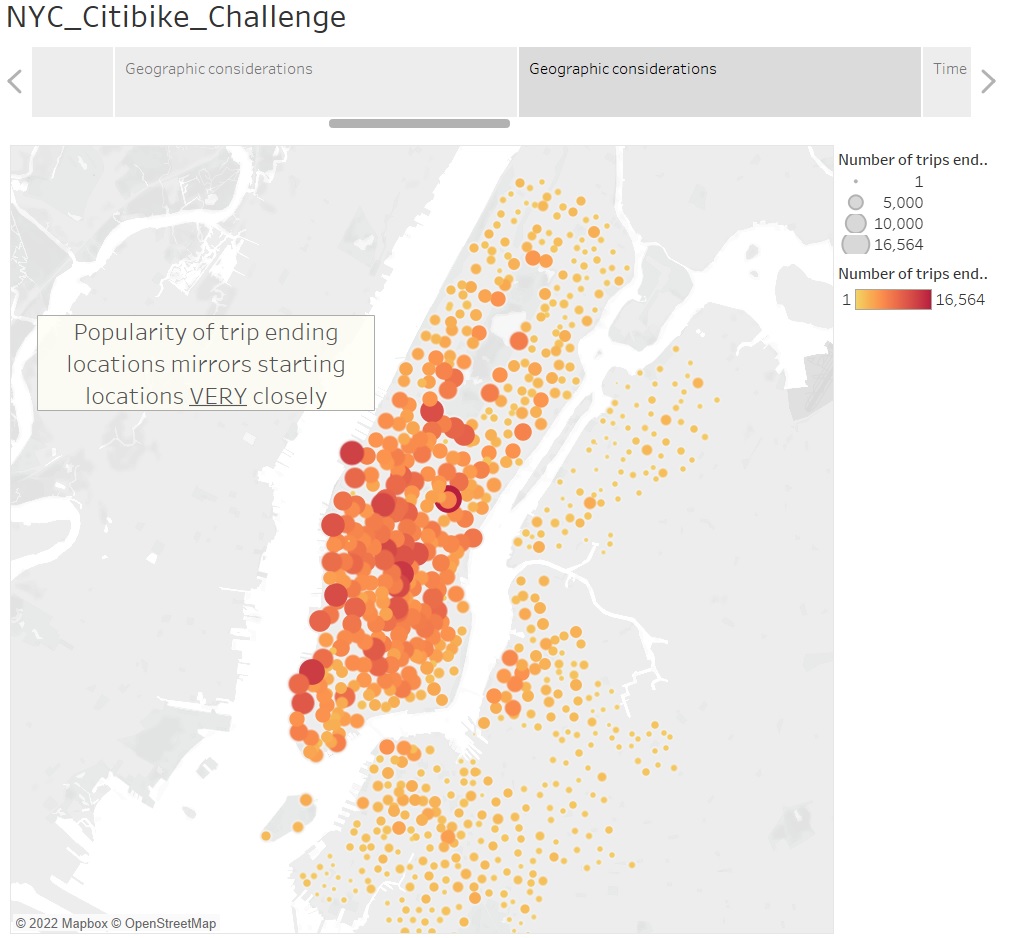 NYC_Citibike_Challenge
Geographic considerations
Geographic considerations
Time
Popularity of trip ending
locations mirrors starting
locations VERY closely
Number of trips end..
1
5,000
10,000
16,564
Number of trips end..
1 16,564
© 2022 Mapbox © OpenStreetMap